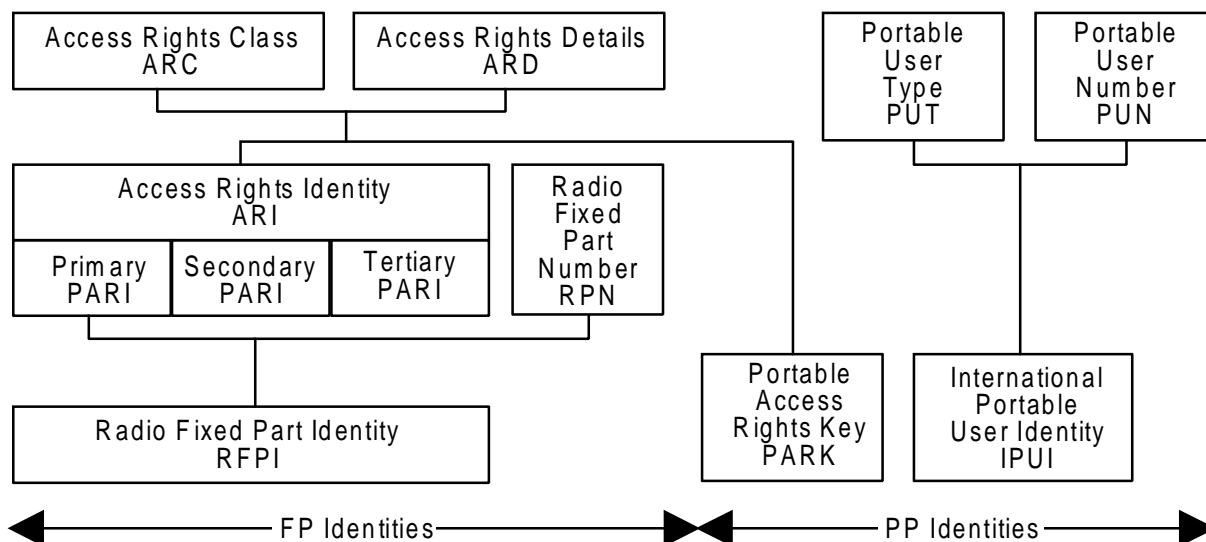 Access Rights Class
ARC
Access Rights Details
ARD
Portable
User
Type
PUT
Portable
User
Number
PUN
Access Rights Identity
ARI
Primary
PARI
Secondary
PARI
Tertiary
PARI
Radio
Fixed
Part
Number
RPN
Radio Fixed Part Identity
RFPI
Portable
Access
Rights Key
PARK
International
Portable
User Identity
IPUI
FP Identities
PP Identities